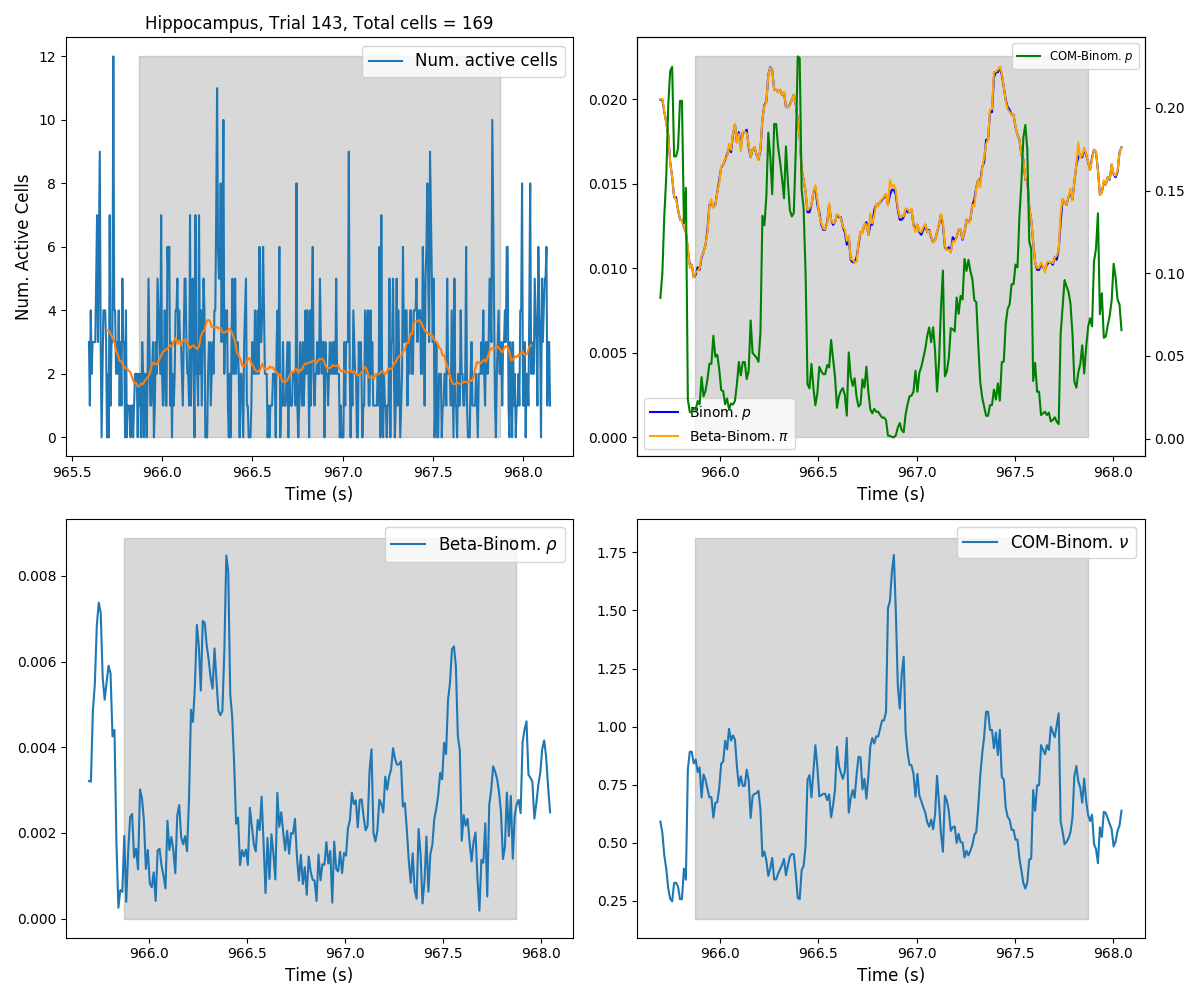 Hippocampus, Trial 143, Total cells = 169
Num. active cells
Num. Active Cells
12
10
8
6
4
2
0
965.5 966.0 966.5 967.0 967.5 968.0
Time (s)
COM-Binom. p
0.020
0.015
0.010
0.005
0.000
0.20
0.15
0.10
0.05
0.00
Binom. p
Beta-Binom. π
966.0 966.5 967.0 967.5 968.0
Time (s)
Beta-Binom. ρ
0.008
0.006
0.004
0.002
0.000
966.0 966.5 967.0 967.5 968.0
Time (s)
COM-Binom. ν
1.75
1.50
1.25
1.00
0.75
0.50
0.25
966.0 966.5 967.0 967.5 968.0
Time (s)